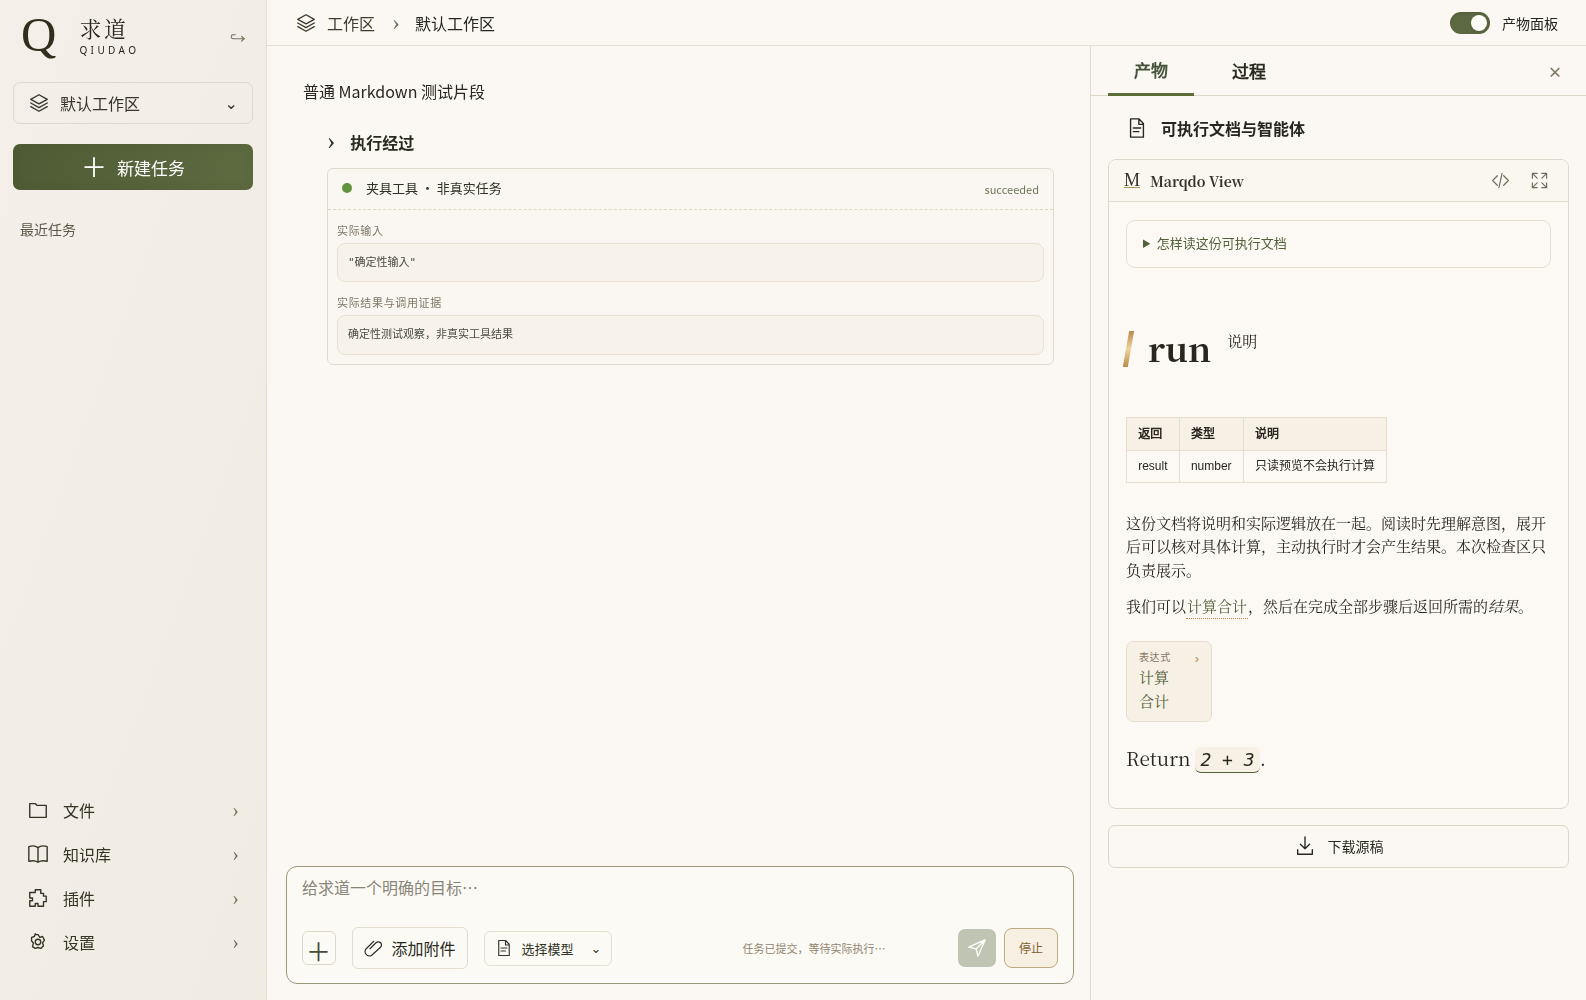 Q 求道
QIUDAO
默认工作区
新建任务
最近任务
文件
知识库
插件
设置
工作区 › 默认工作区
产物面板
普通 Markdown 测试片段
执行经过
夹具工具 · 非真实任务
succeeded
实际输入
"确定性输入"
实际结果与调用证据
确定性测试观察，非真实工具结果
给求道一个明确的目标…
添加附件
选择模型
任务已提交，等待实际执行…
停止
产物
过程
可执行文档与智能体
M Marqdo View
怎样读这份可执行文档
run 说明
返回 类型 说明
result number 只读预览不会执行计算
这份文档将说明和实际逻辑放在一起。阅读时先理解意图，展开
后可以核对具体计算，主动执行时才会产生结果。本次检查区只
负责展示。
我们可以计算合计，然后在完成全部步骤后返回所需的结果。
表达式
计算
合计
Return 2 + 3.
下载源稿